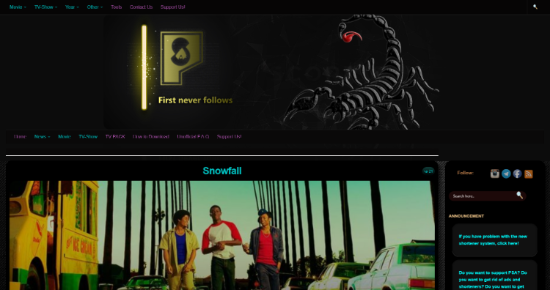 Movie TV-Show Year Other Tools Contact Us Support Us!
PS
First never follows
Home News Movie TV-Show TV PACK How to Download Unofficial F.A.Q Support Us!
Snowfall
Follow:
Search here..
ANNOUNCEMENT
If you have problem with the new
shortener system, click here!
Do you want to support PSA? Do
you want to get rid of ads and
shorteners? Do you want to get